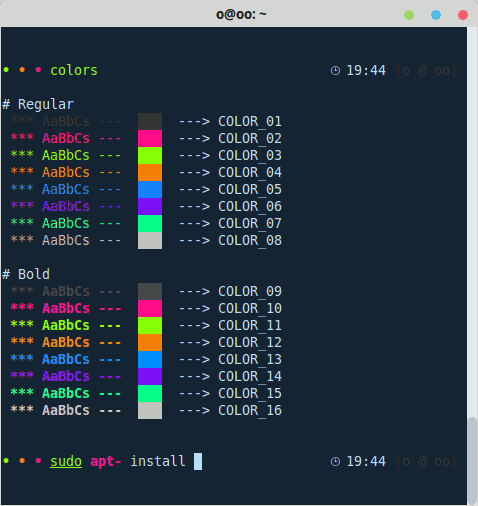 o@oo: ~
• • • colors 19:44 |o @ oo|
# Regular
*** AaBbCs --- ---> COLOR_01
*** AaBbCs --- ---> COLOR_02
*** AaBbCs --- ---> COLOR_03
*** AaBbCs --- ---> COLOR_04
*** AaBbCs --- ---> COLOR_05
*** AaBbCs --- ---> COLOR_06
*** AaBbCs --- ---> COLOR_07
*** AaBbCs --- ---> COLOR_08
# Bold
*** AaBbCs --- ---> COLOR_09
*** AaBbCs --- ---> COLOR_10
*** AaBbCs --- ---> COLOR_11
*** AaBbCs --- ---> COLOR_12
*** AaBbCs --- ---> COLOR_13
*** AaBbCs --- ---> COLOR_14
*** AaBbCs --- ---> COLOR_15
*** AaBbCs --- ---> COLOR_16
• • • sudo apt- install 19:44 |o @ oo|